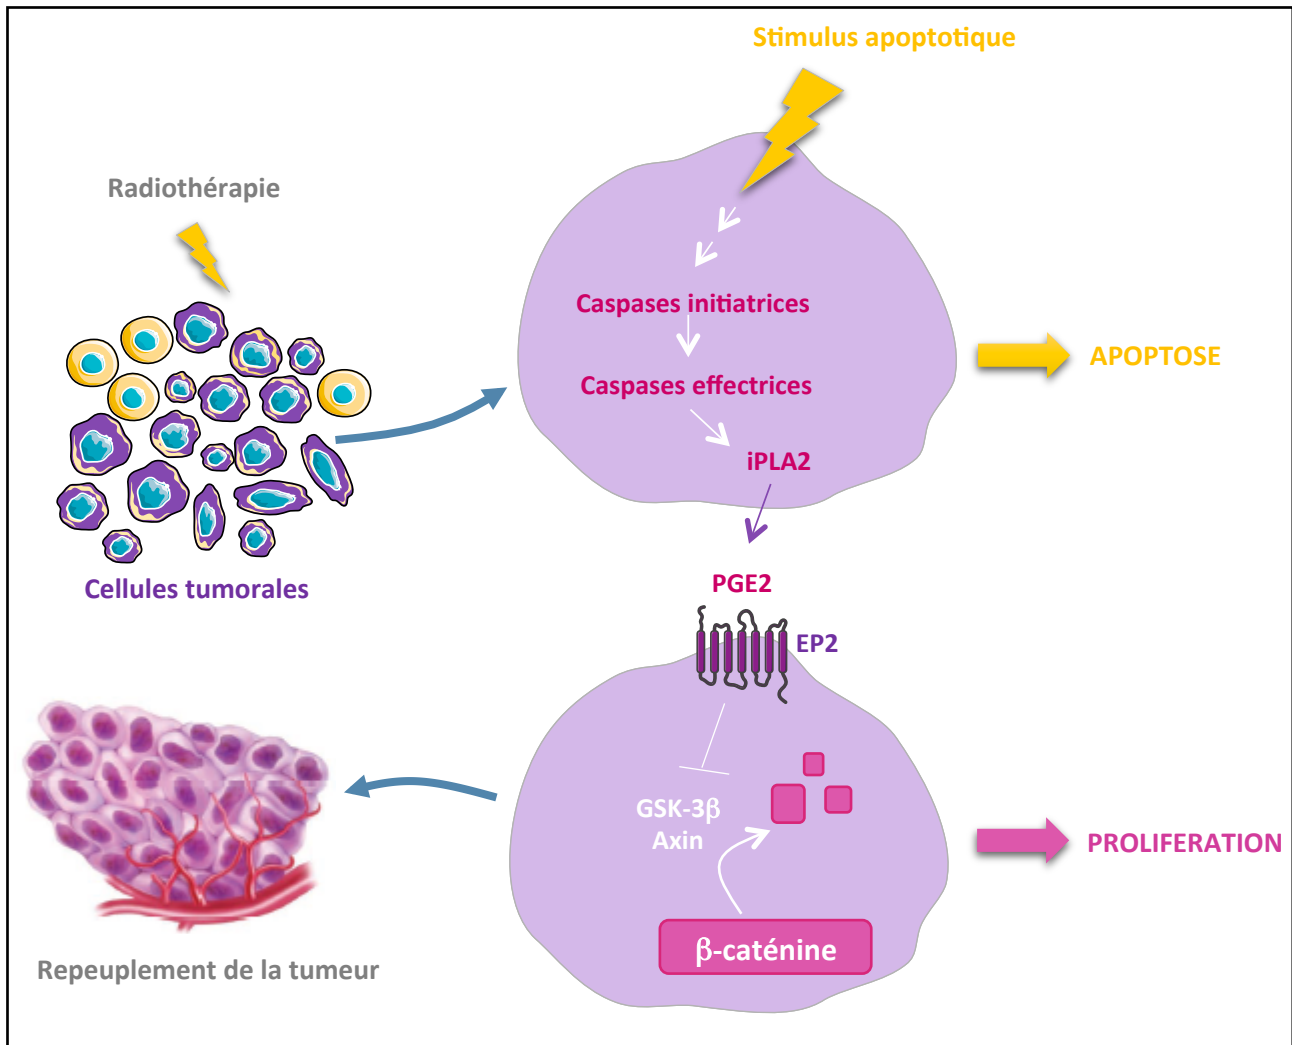 Stimulus apoptotique
Radiothérapie
Caspases initiatrices
Caspases effectrices
APOPTOSE
iPLA2
Cellules tumorales
PGE2
EP2
GSK-3β
Axin
PROLIFERATION
β-caténine
Repeuplement de la tumeur